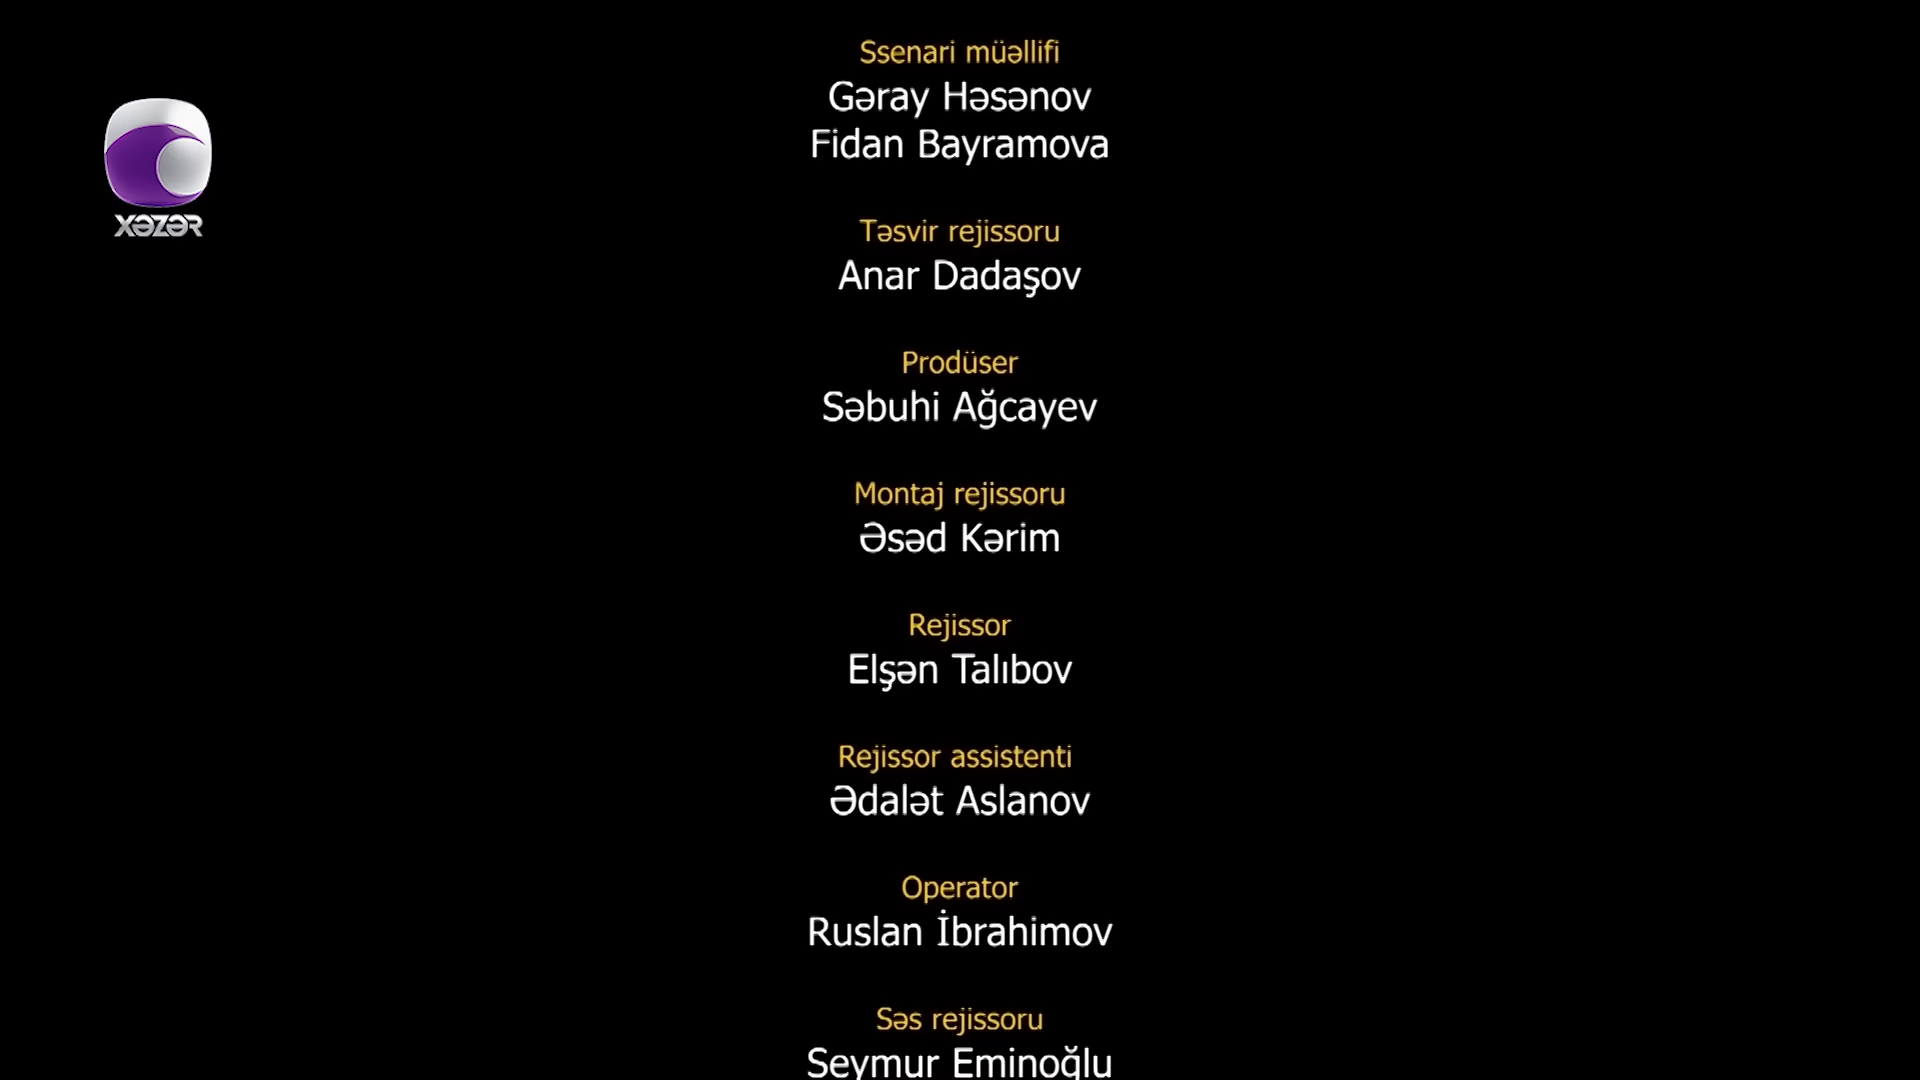 Ssenari müəllifi
Gəray Həsənov
Fidan Bayramova
XƏZƏR
Təsvir rejissoru
Anar Dadaşov
Prodüser
Səbuhi Ağcayev
Montaj rejissoru
Əsəd Kərim
Rejissor
Elşən Talıbov
Rejissor assistenti
Ədalət Aslanov
Operator
Ruslan İbrahimov
Səs rejissoru
Seymur Eminoğlu